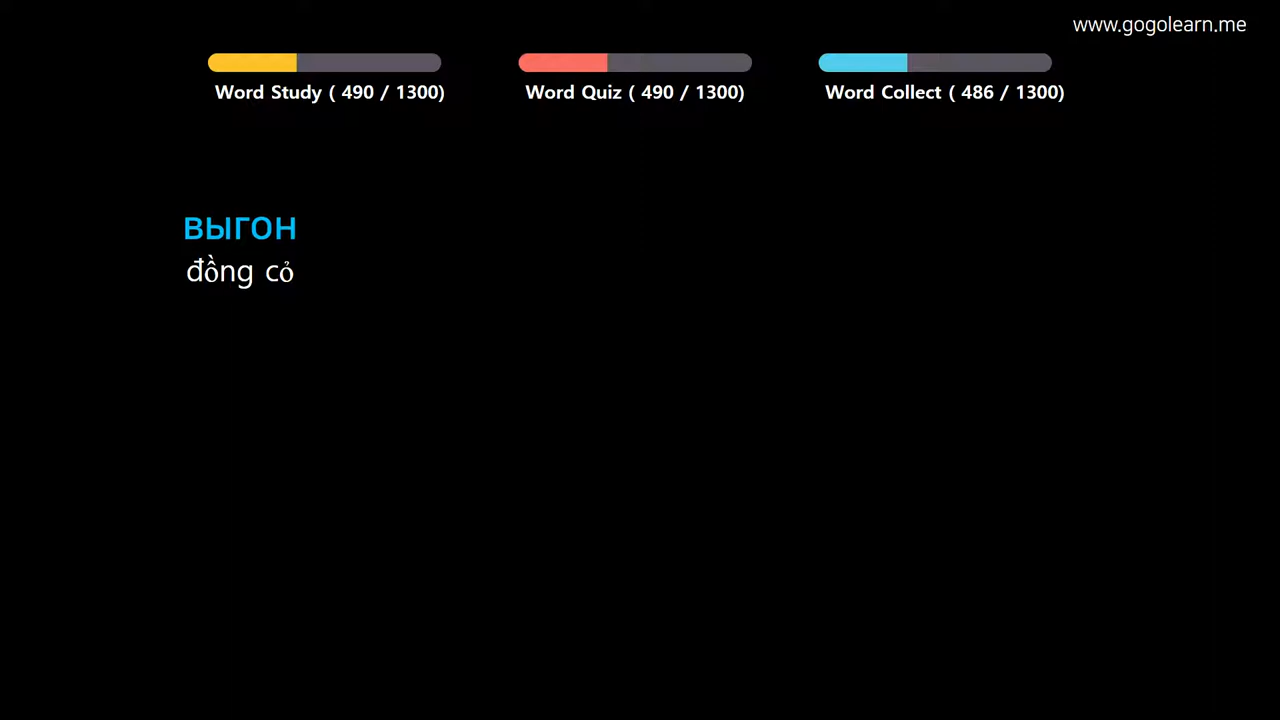 www.gogolearn.me
Word Study ( 490 / 1300)
Word Quiz ( 490 / 1300)
Word Collect ( 486 / 1300)
выгон
đồng cỏ